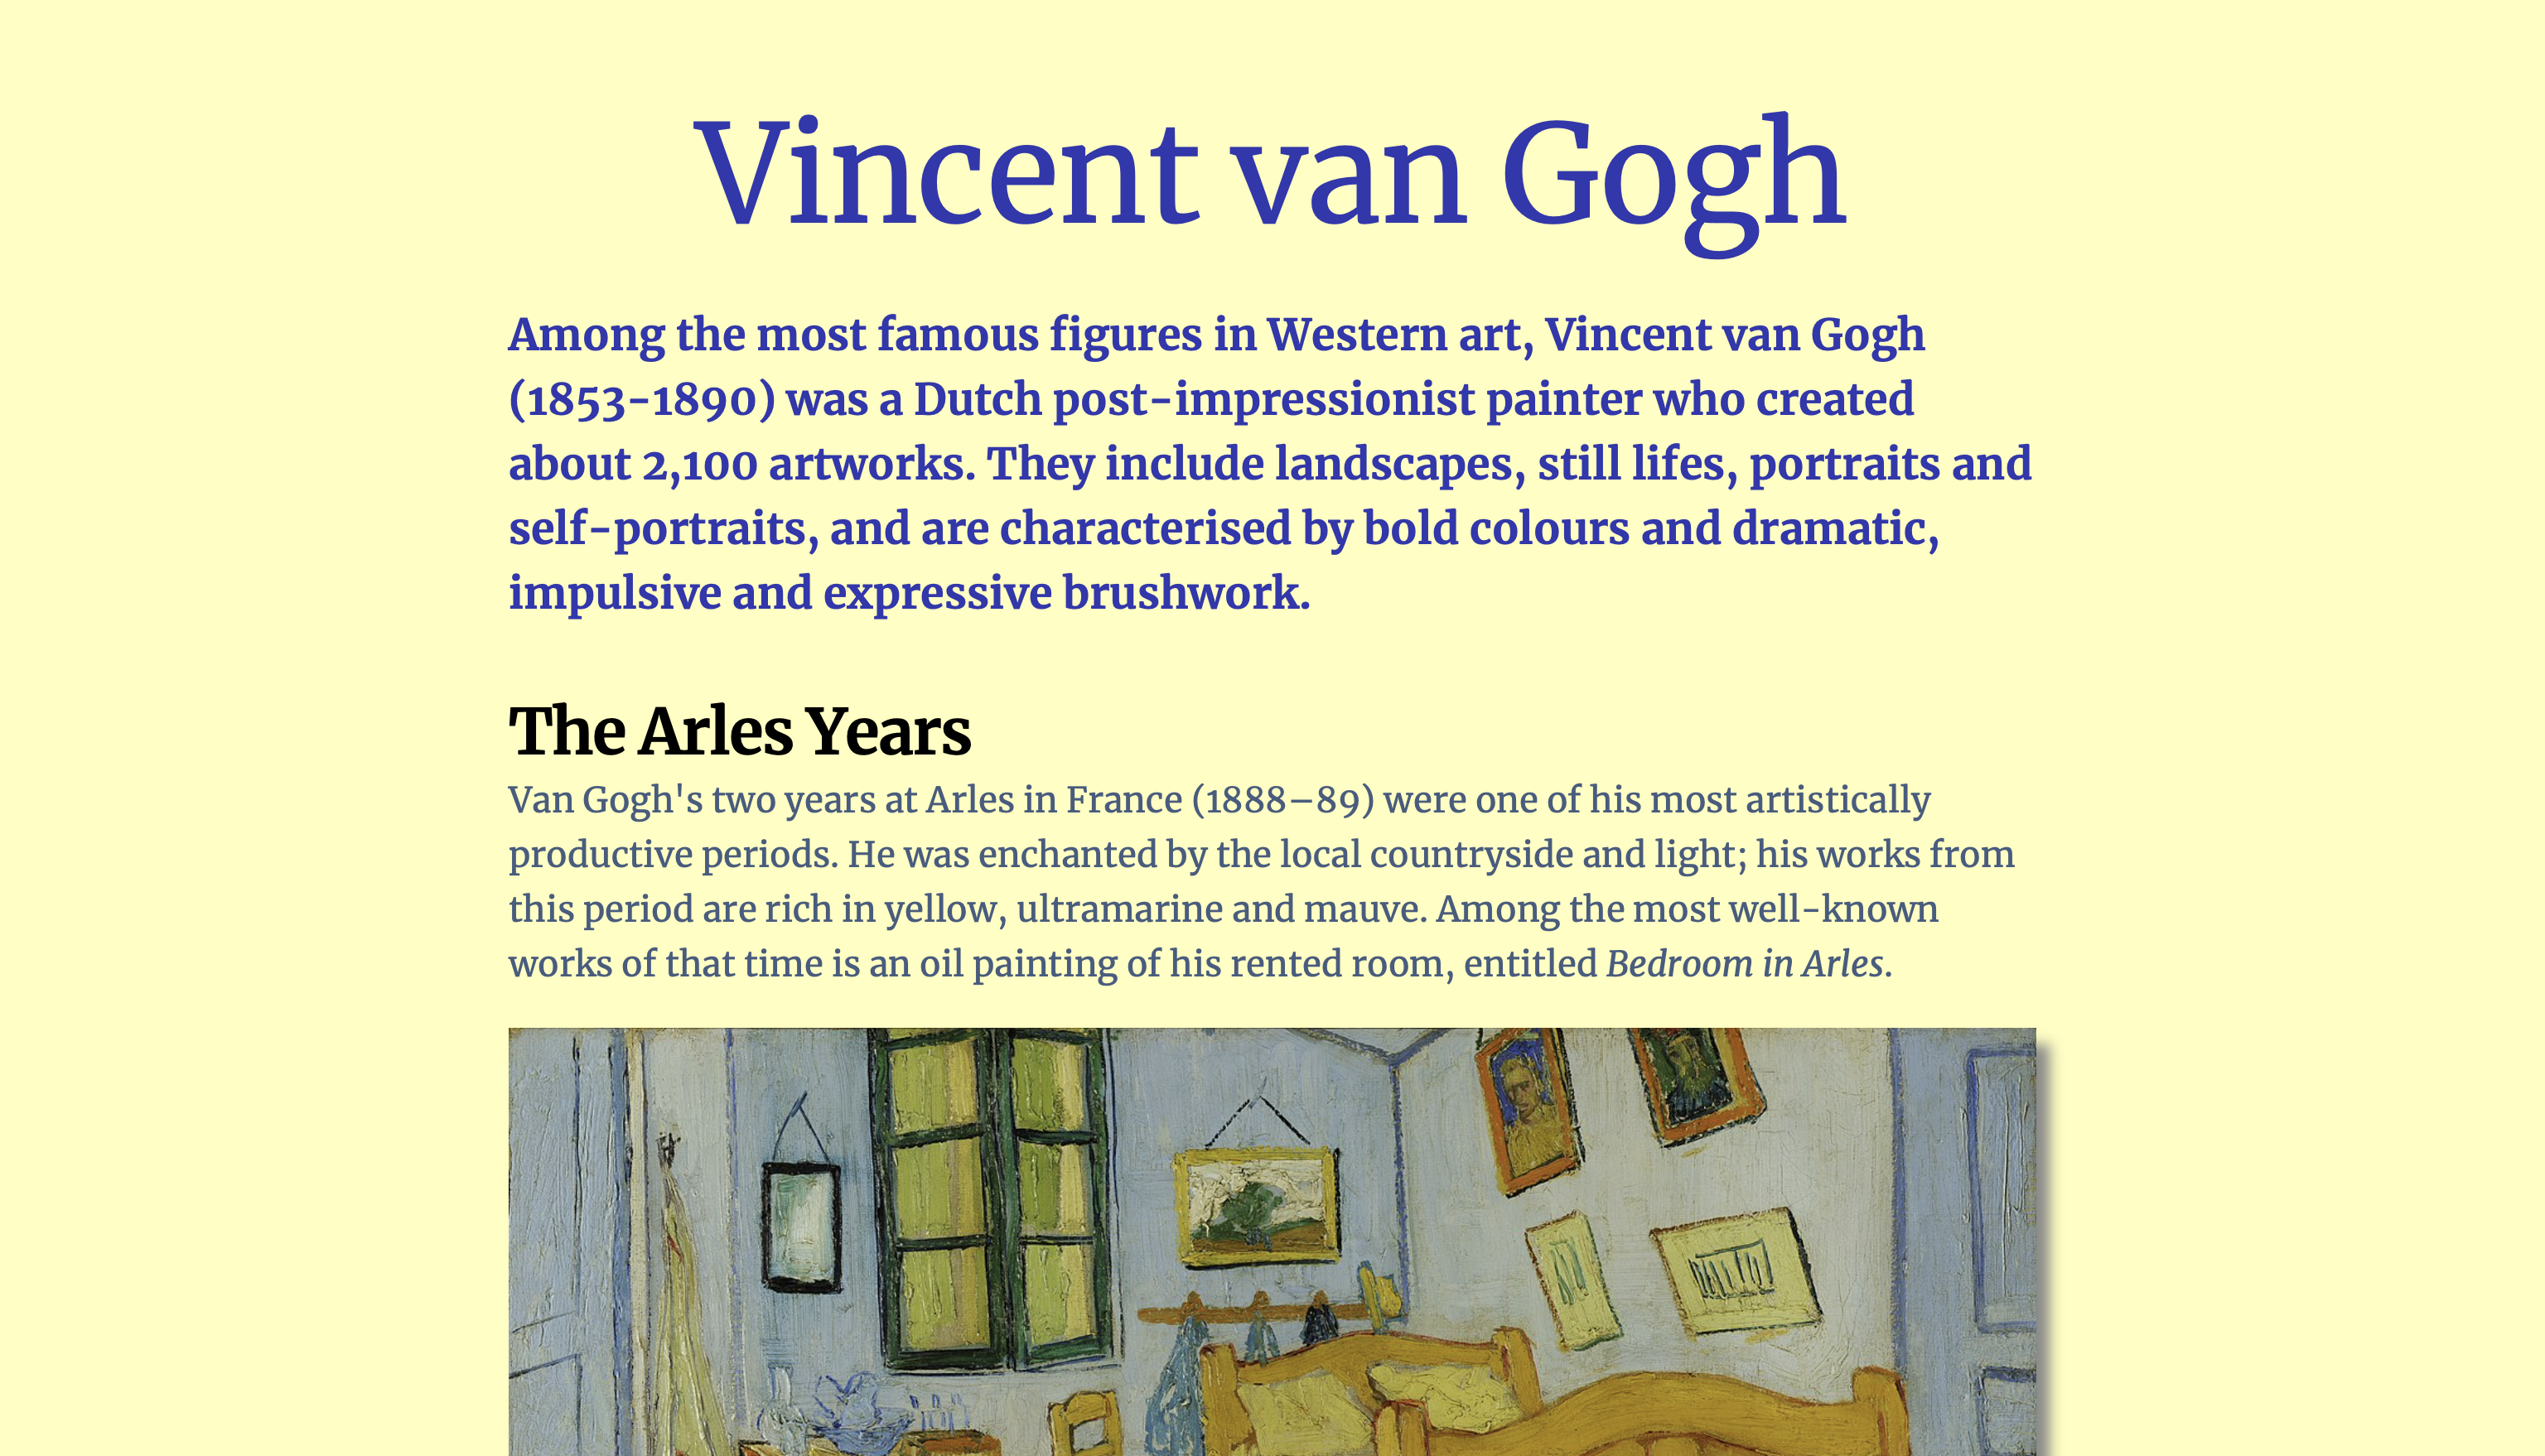 Vincent van Gogh
Among the most famous figures in Western art, Vincent van Gogh
(1853-1890) was a Dutch post-impressionist painter who created
about 2,100 artworks. They include landscapes, still lifes, portraits and
self-portraits, and are characterised by bold colours and dramatic,
impulsive and expressive brushwork.
The Arles Years
Van Gogh's two years at Arles in France (1888–89) were one of his most artistically
productive periods. He was enchanted by the local countryside and light; his works from
this period are rich in yellow, ultramarine and mauve. Among the most well-known
works of that time is an oil painting of his rented room, entitled Bedroom in Arles.